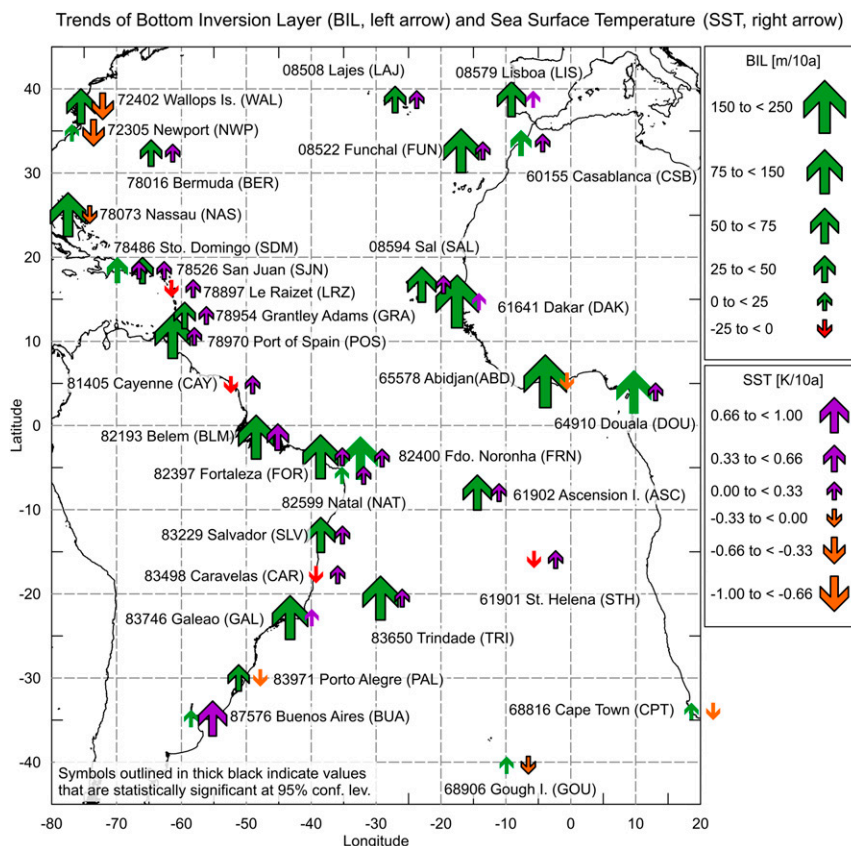 Trends of Bottom Inversion Layer (BIL, left arrow) and Sea Surface Temperature (SST, right arrow)
08508 Lajes (LAJ)
08579 Lisboa (LIS)
72402 Wallops Is. (WAL)
72305 Newport (NWP)
08522 Funchal (FUN)
60155 Casablanca (CSB)
78016 Bermuda (BER)
78073 Nassau (NAS)
78486 Sto. Domingo (SDM)
08594 Sal (SAL)
78526 San Juan (SJN)
78897 Le Raizet (LRZ)
61641 Dakar (DAK)
78954 Grantley Adams (GRA)
78970 Port of Spain (POS)
81405 Cayenne (CAY)
65578 Abidjan(ABD)
64910 Douala (DOU)
82193 Belem (BLM)
82400 Fdo. Noronha (FRN)
82397 Fortaleza (FOR)
82599 Natal (NAT)
61902 Ascension I. (ASC)
83229 Salvador (SLV)
83498 Caravelas (CAR)
61901 St. Helena (STH)
83746 Galeao (GAL)
83650 Trindade (TRI)
83971 Porto Alegre (PAL)
87576 Buenos Aires (BUA)
68816 Cape Town (CPT)
68906 Gough I. (GOU)
Symbols outlined in thick black indicate values
that are statistically significant at 95% conf. lev.
Latitude
40
30
20
10
0
-10
-20
-30
-40
-80 -70 -60 -50 -40 -30 -20 -10 0 10 20
Longitude
BIL [m/10a]
150 to < 250
75 to < 150
50 to < 75
25 to < 50
0 to < 25
-25 to < 0
SST [K/10a]
0.66 to < 1.00
0.33 to < 0.66
0.00 to < 0.33
-0.33 to < 0.00
-0.66 to < -0.33
-1.00 to < -0.66